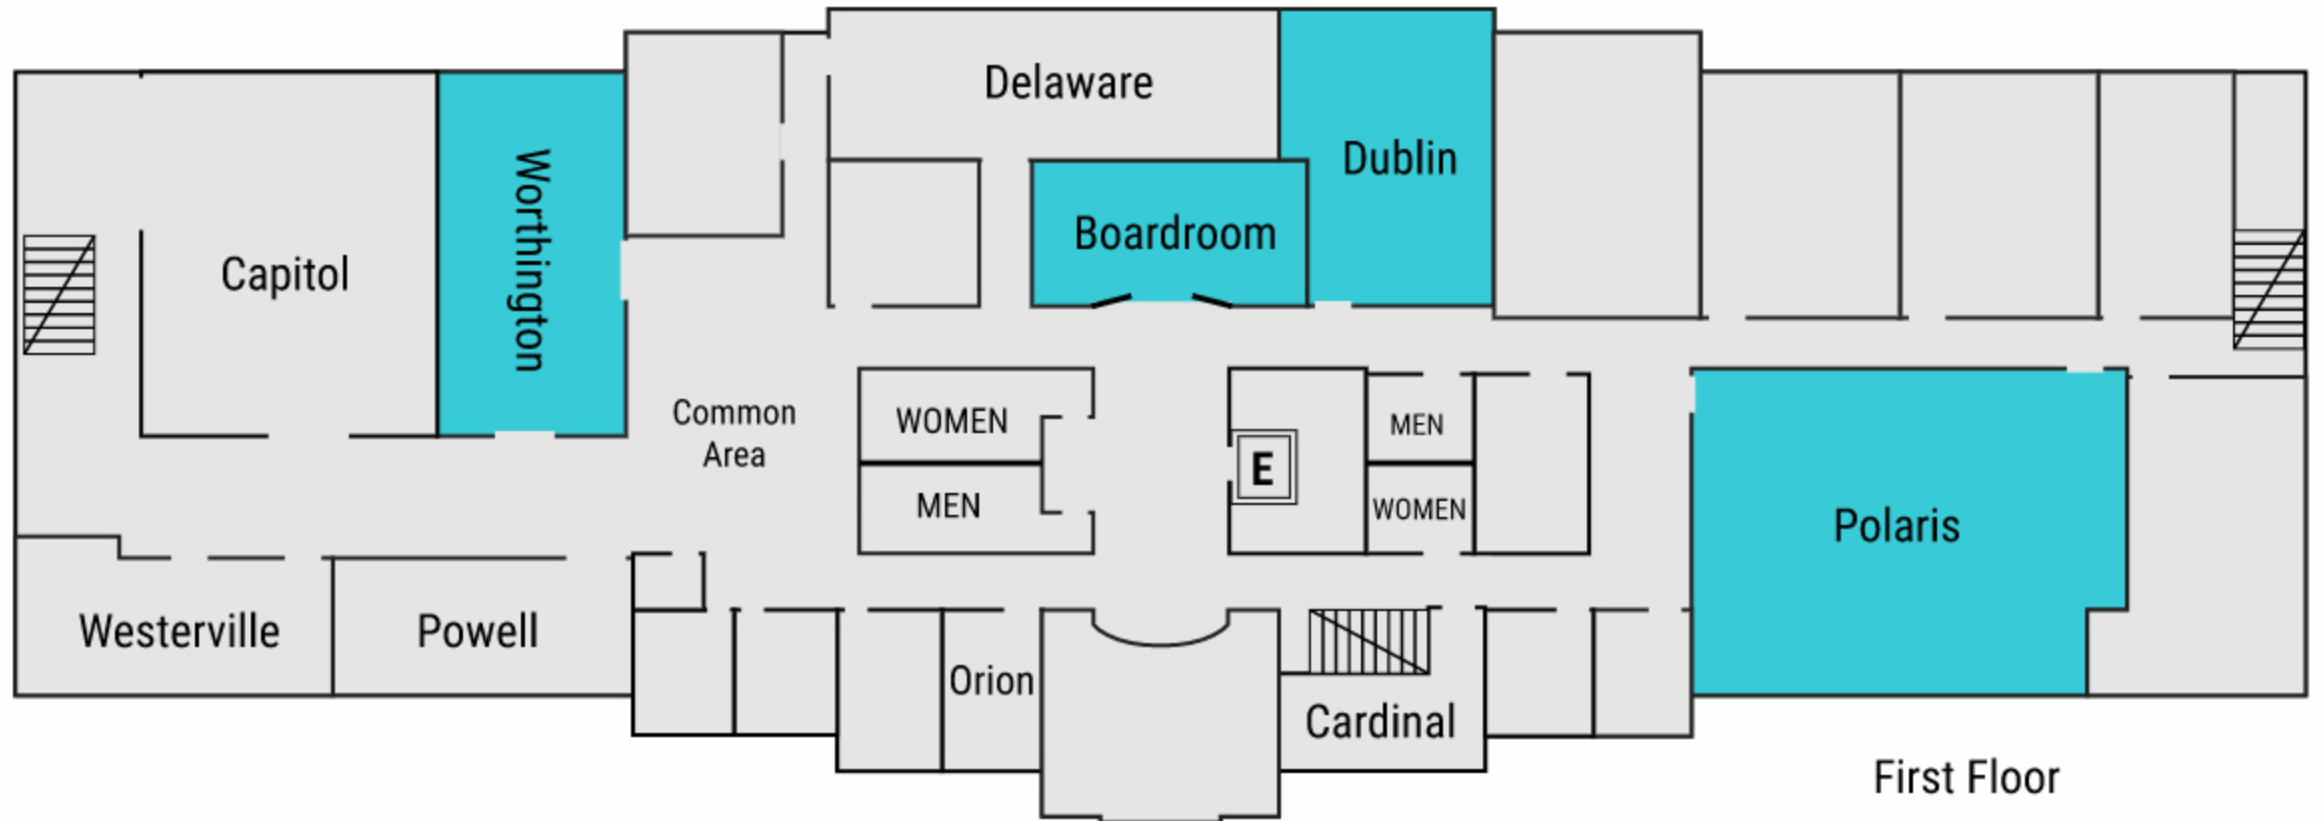 Delaware
Dublin
Worthington
Boardroom
Capitol
Common
Area
WOMEN
MEN
E
MEN
WOMEN
Polaris
Westerville
Powell
Orion
Cardinal
First Floor